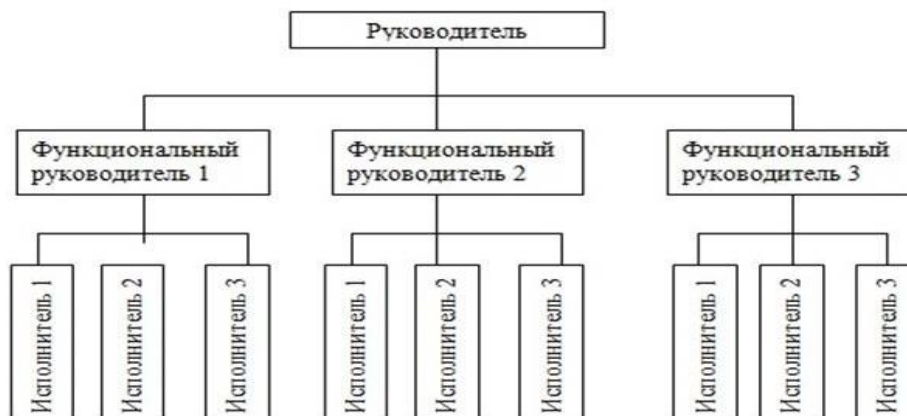 Руководитель
Функциональный
руководитель 1
Функциональный
руководитель 2
Функциональный
руководитель 3
Исполнитель 1
Исполнитель 2
Исполнитель 3
Исполнитель 1
Исполнитель 2
Исполнитель 3
Исполнитель 1
Исполнитель 2
Исполнитель 3